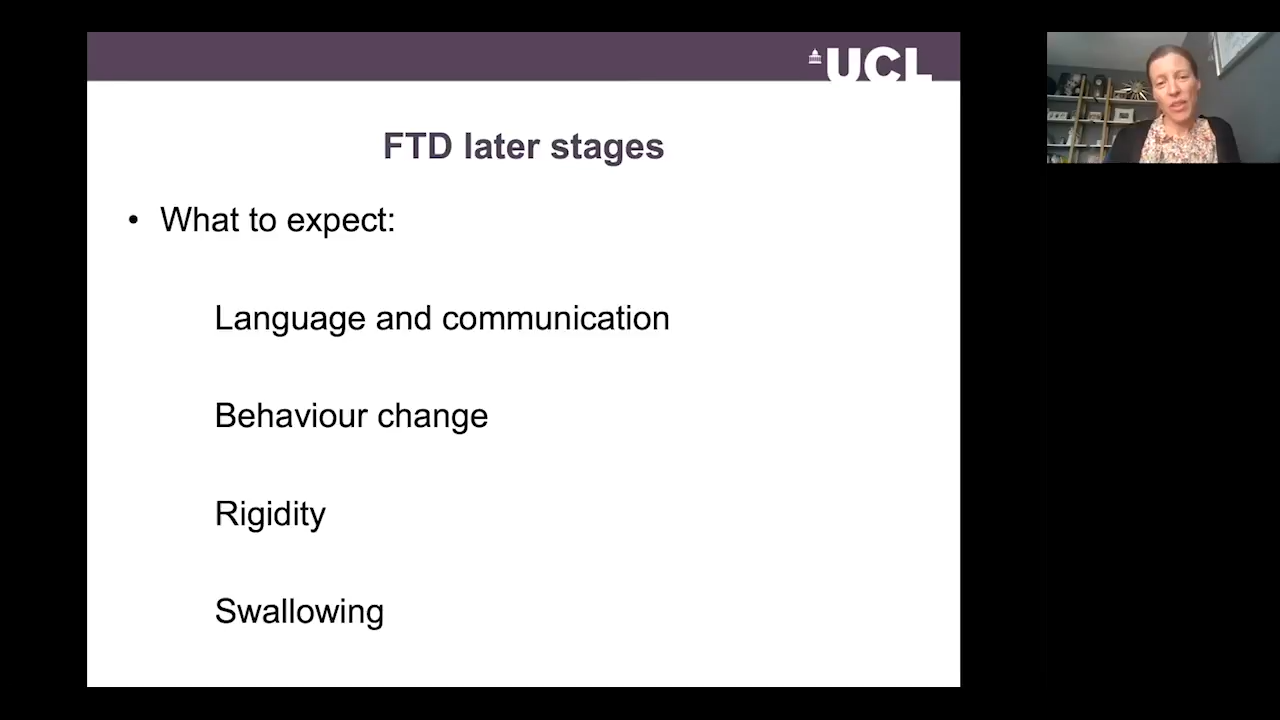 UCL
FTD later stages
• What to expect:
Language and communication
Behaviour change
Rigidity
Swallowing